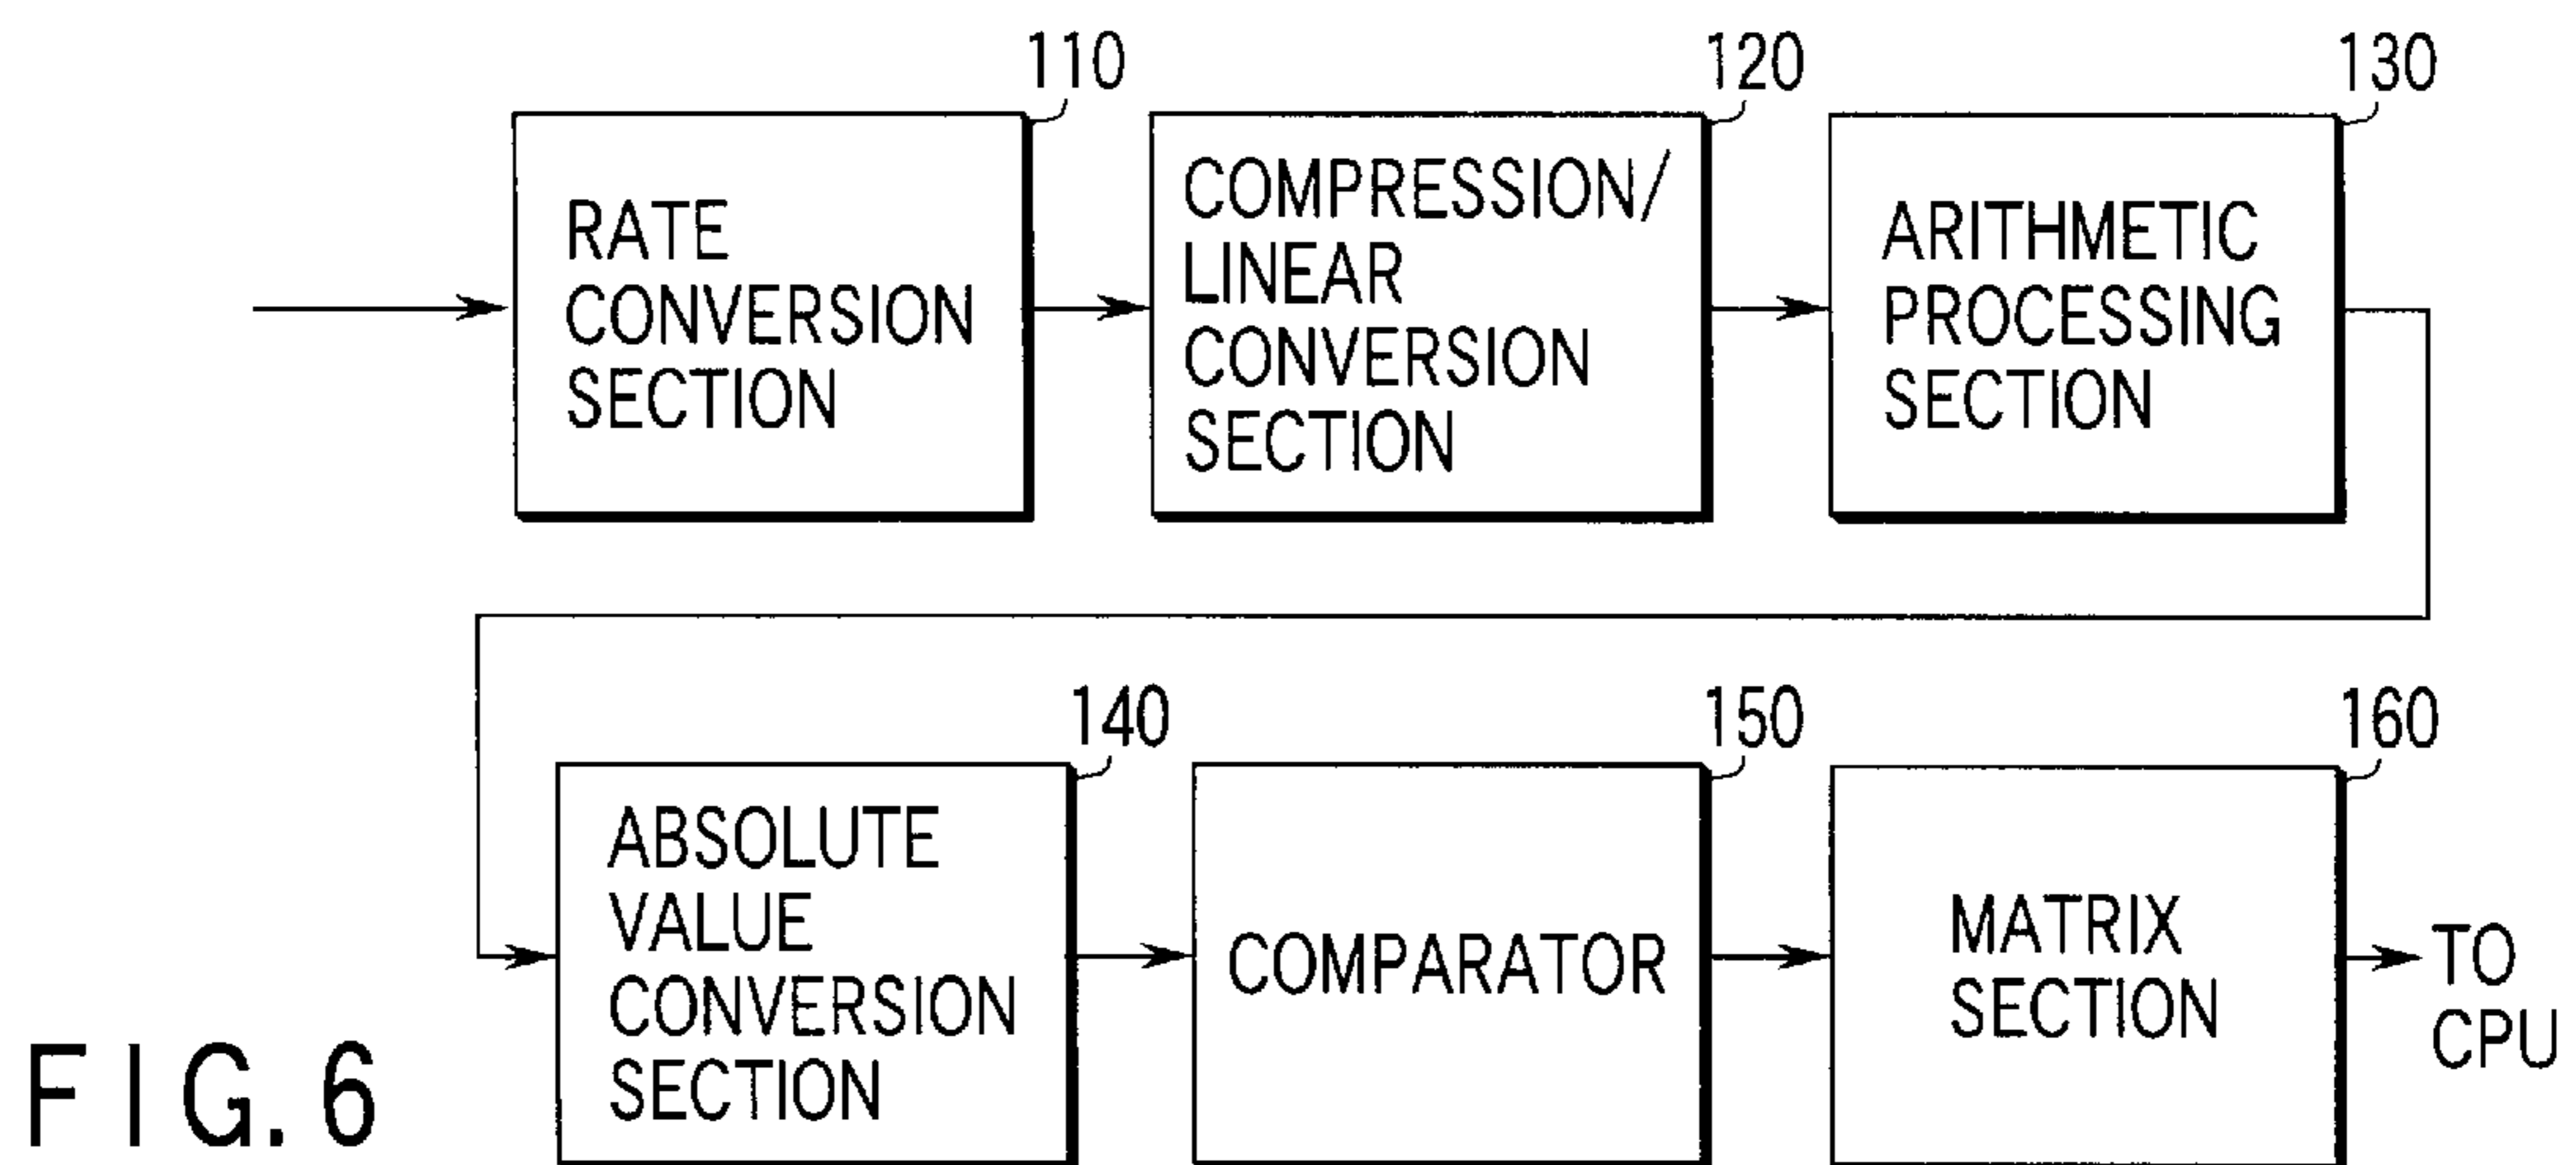 110
120
130
RATE
CONVERSION
SECTION
COMPRESSION/
LINEAR
CONVERSION
SECTION
ARITHMETIC
PROCESSING
SECTION
140
150
160
ABSOLUTE
VALUE
CONVERSION
SECTION
COMPARATOR
MATRIX
SECTION
TO
CPU
FIG. 6